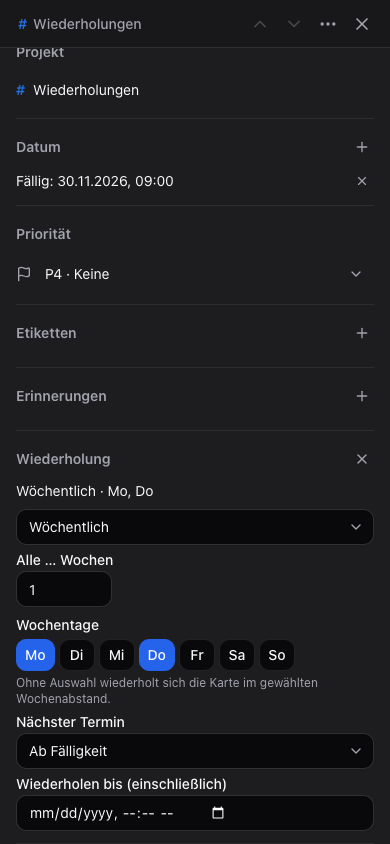 # Wiederholungen
Projekt
# Wiederholungen
Datum
Fällig: 30.11.2026, 09:00
Priorität
P4 · Keine
Etiketten
Erinnerungen
Wiederholung
Wöchentlich · Mo, Do
Wöchentlich
Alle ... Wochen
1
Wochentage
Mo Di Mi Do Fr Sa So
Ohne Auswahl wiederholt sich die Karte im gewählten
Wochenabstand.
Nächster Termin
Ab Fälligkeit
Wiederholen bis (einschließlich)
mm/dd/yyyy, --:-- --